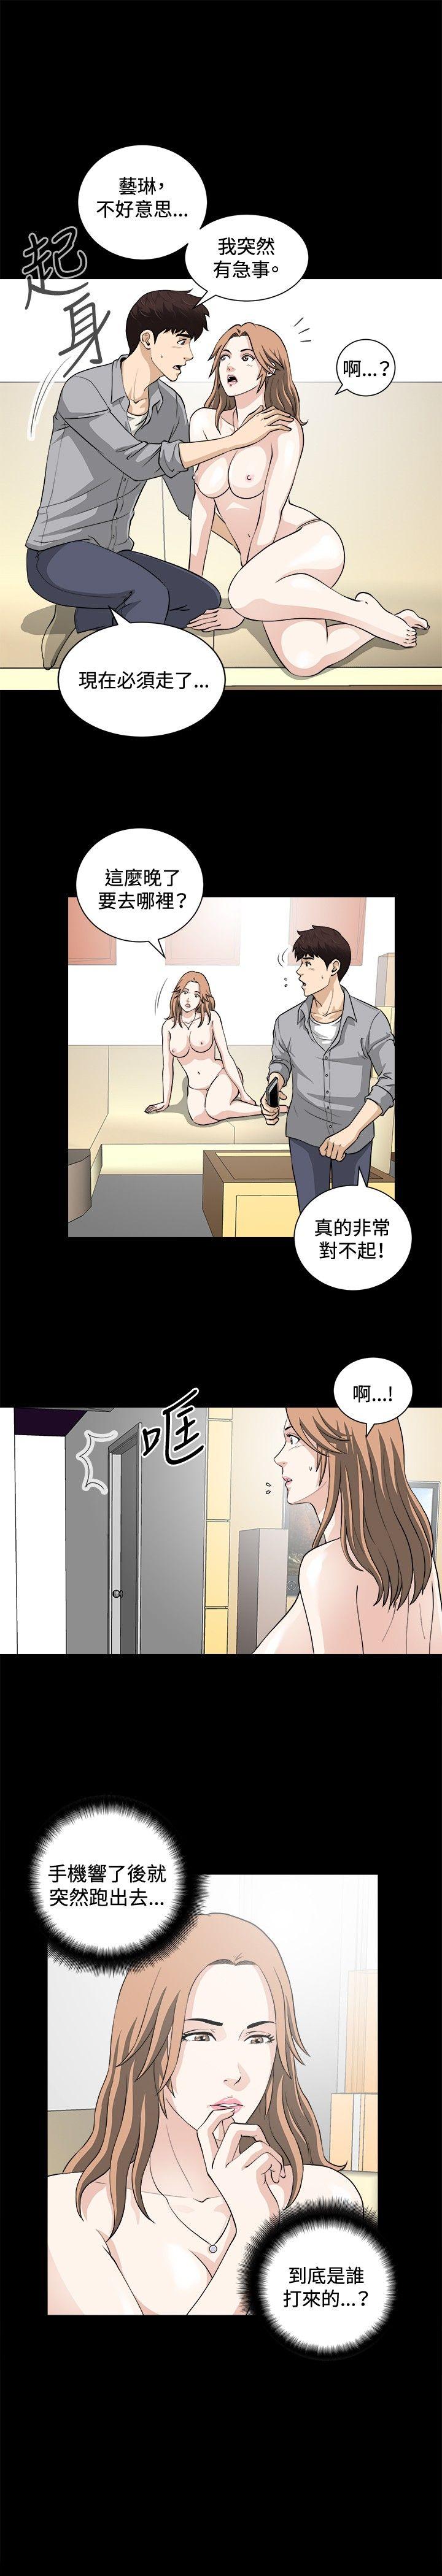 藝琳,
不好意思...
我突然
有急事。
起身
啊...?
現在必須走了...
這麼晚了
要去哪裡?
真的非常
對不起!
啊...!
哐
手機響了後就
突然跑出去...
到底是誰
打來的...?